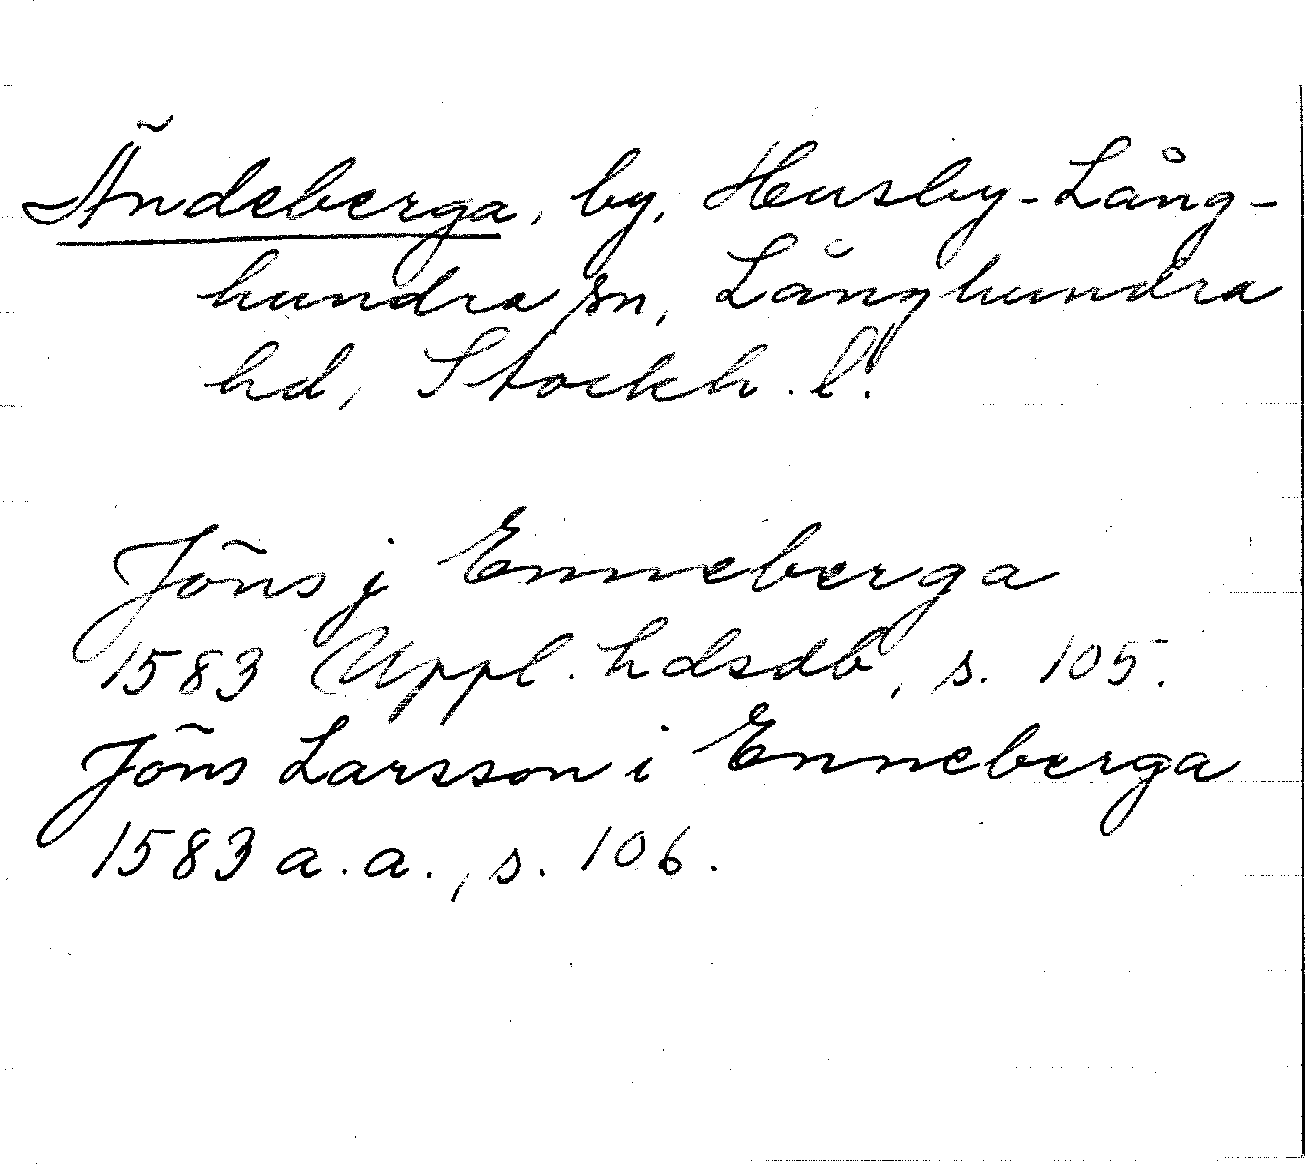 Ändeberga, by, Husby-Lång-
hundra sn, Långhundra
hd, Stockh. l.
Jöns j Enneberga
1583 Uppl. hdsdb, s. 105.
Jöns Larsson i Enneberga
1583 a.a., s. 106.